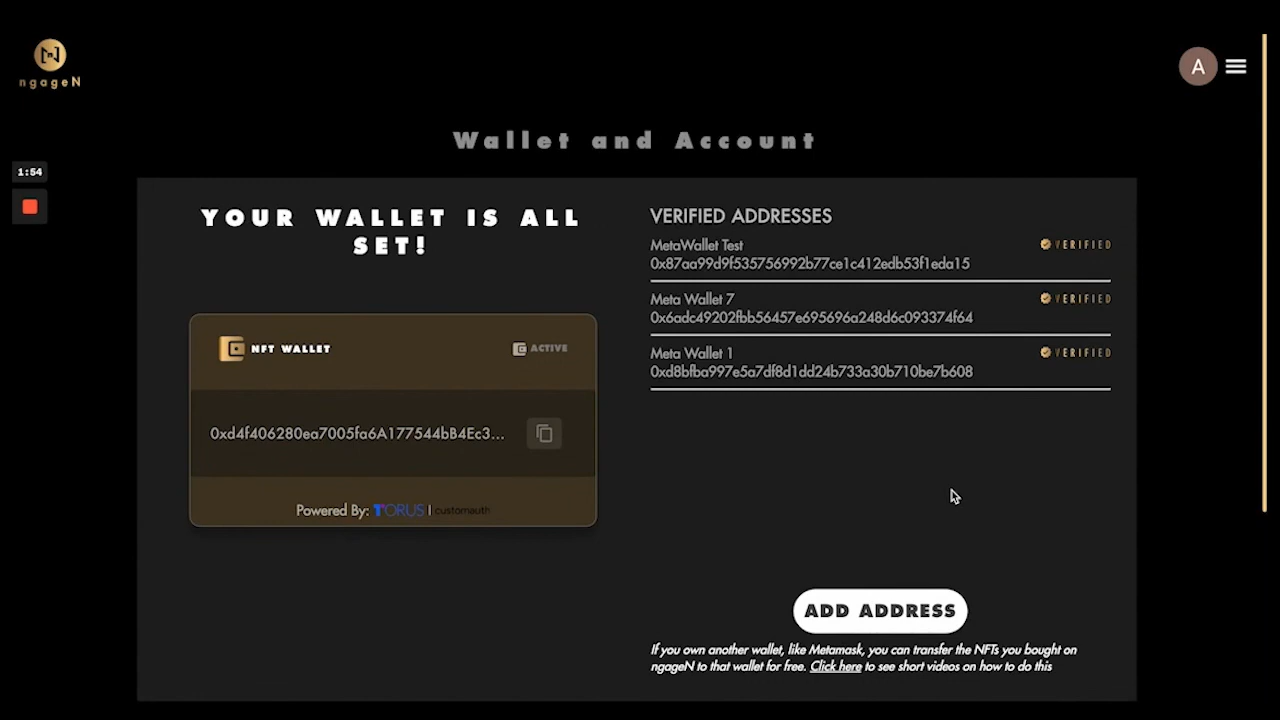 ngageN
A
Wallet and Account
1:54
YOUR WALLET IS ALL
SET!
NFT WALLET
ACTIVE
0xd4f406280ea7005fa6A177544bB4Ec3...
Powered By: TORUS | customauth
VERIFIED ADDRESSES
MetaWallet Test
VERIFIED
0x87aa99d9f535756992b77ce1c412edb53f1eda15
Meta Wallet 7
VERIFIED
0x6adc49202fbb56457e695696a248d6c093374f64
Meta Wallet 1
VERIFIED
0xd8bfba997e5a7df8d1dd24b733a30b710be7b608
ADD ADDRESS
If you own another wallet, like Metamask, you can transfer the NFTs you bought on
ngageN to that wallet for free. Click here to see short videos on how to do this